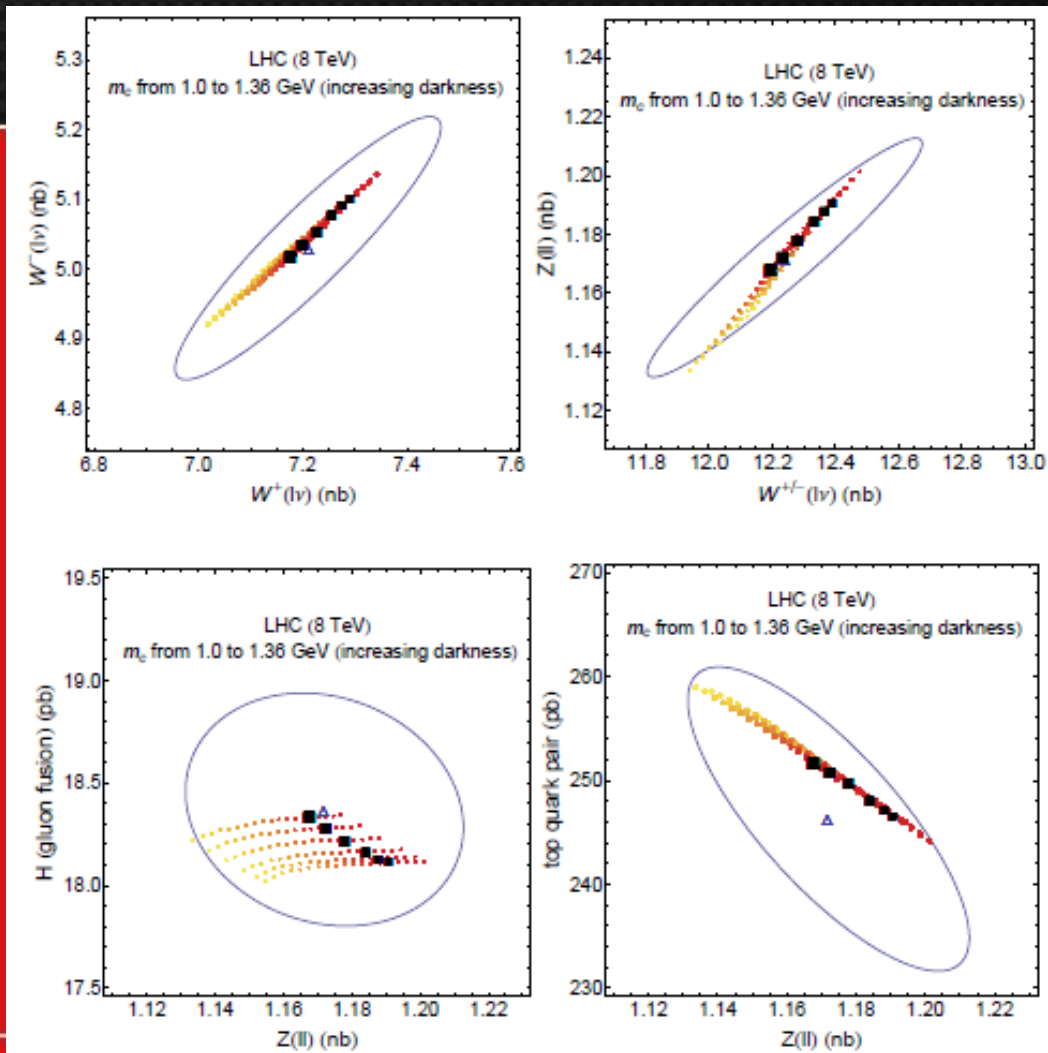 5.3
5.2
5.1
5.0
4.9
4.8
W⁻(lν) (nb)
LHC (8 TeV)
m_c from 1.0 to 1.36 GeV (increasing darkness)
6.8 7.0 7.2 7.4 7.6
W⁺(lν) (nb)
1.24
1.22
1.20
1.18
1.16
1.14
1.12
Z(ll) (nb)
LHC (8 TeV)
m_c from 1.0 to 1.36 GeV (increasing darkness)
11.8 12.0 12.2 12.4 12.6 12.8 13.0
W⁺/⁻(lν) (nb)
19.5
19.0
18.5
18.0
17.5
H (gluon fusion) (pb)
LHC (8 TeV)
m_c from 1.0 to 1.36 GeV (increasing darkness)
1.12 1.14 1.16 1.18 1.20 1.22
Z(ll) (nb)
270
260
250
240
230
top quark pair (pb)
LHC (8 TeV)
m_c from 1.0 to 1.36 GeV (increasing darkness)
1.12 1.14 1.16 1.18 1.20 1.22
Z(ll) (nb)